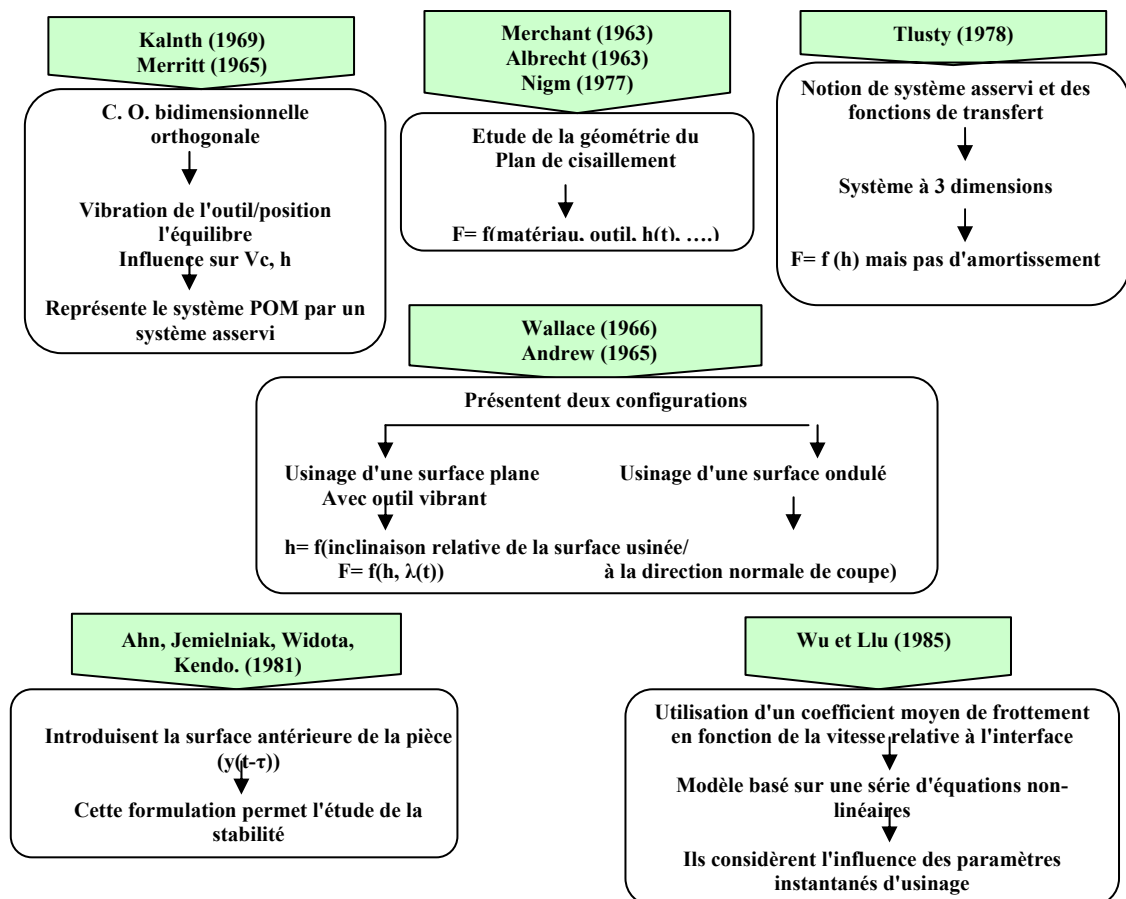 Kalnth (1969)
Merritt (1965)
C. O. bidimensionnelle
orthogonale
Vibration de l'outil/position
l'équilibre
Influence sur Vc, h
Représente le système POM par un
système asservi
Merchant (1963)
Albrecht (1963)
Nigm (1977)
Etude de la géométrie du
Plan de cisaillement
F= f(matériau, outil, h(t), ….)
Tlusty (1978)
Notion de système asservi et des
fonctions de transfert
Système à 3 dimensions
F= f (h) mais pas d'amortissement
Wallace (1966)
Andrew (1965)
Présentent deux configurations
Usinage d'une surface plane
Avec outil vibrant
Usinage d'une surface ondulé
h= f(inclinaison relative de la surface usinée/
F= f(h, λ(t))
à la direction normale de coupe)
Ahn, Jemielniak, Widota,
Kendo. (1981)
Introduisent la surface antérieure de la pièce
(y(t-τ))
Cette formulation permet l'étude de la
stabilité
Wu et Llu (1985)
Utilisation d'un coefficient moyen de frottement
en fonction de la vitesse relative à l'interface
Modèle basé sur une série d'équations non-
linéaires
Ils considèrent l'influence des paramètres
instantanés d'usinage